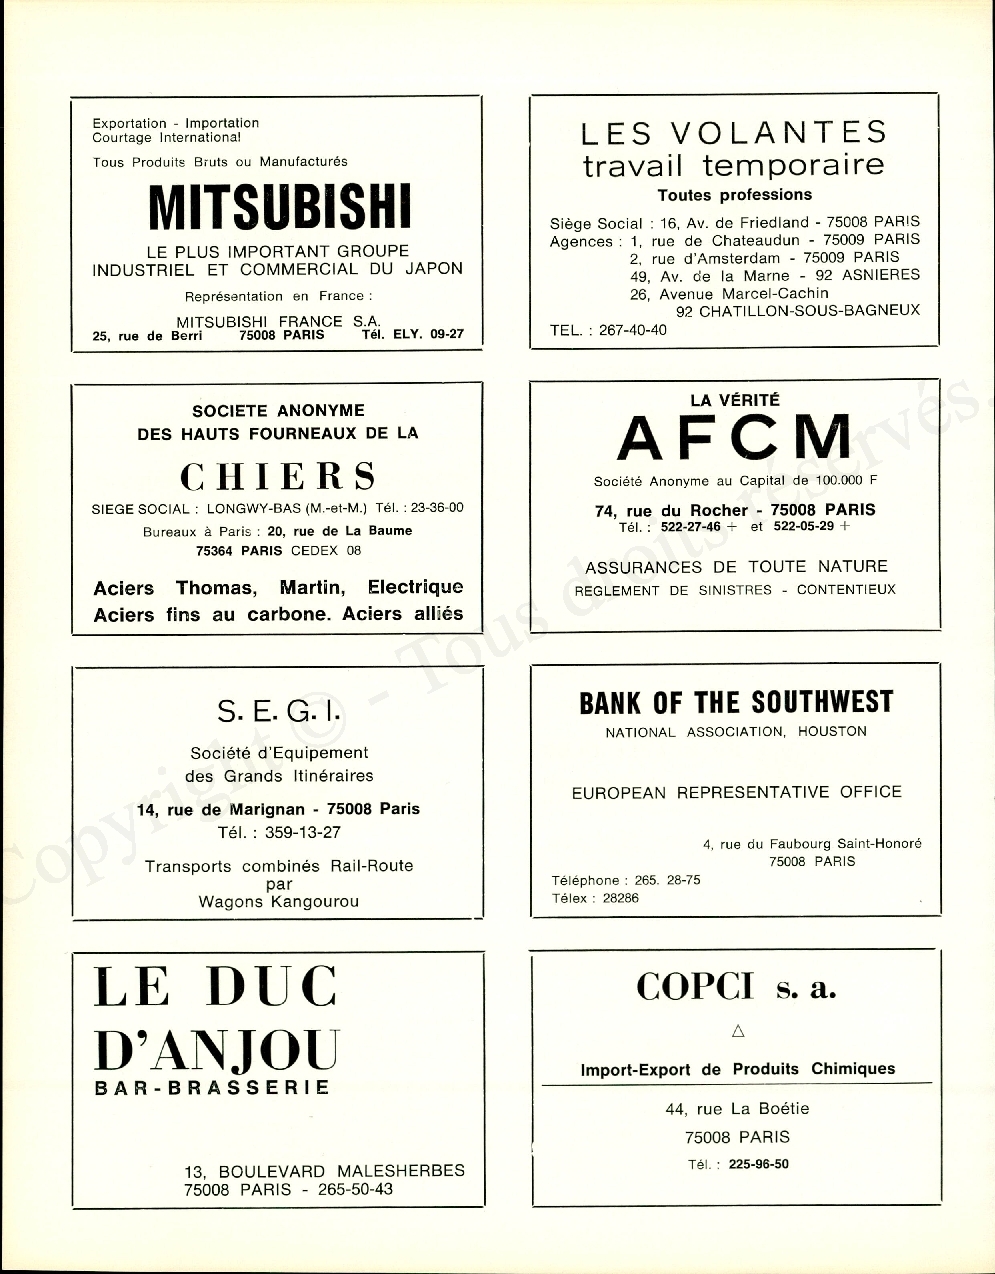 Exportation - Importation
Courtage International
Tous Produits Bruts ou Manufacturés
MITSUBISHI
LE PLUS IMPORTANT GROUPE
INDUSTRIEL ET COMMERCIAL DU JAPON
Représentation en France :
MITSUBISHI FRANCE S.A.
25, rue de Berri 75008 PARIS Tél. ELY. 09-27
LES VOLANTES
travail temporaire
Toutes professions
Siège Social : 16, Av. de Friedland - 75008 PARIS
Agences : 1, rue de Chateaudun - 75009 PARIS
2, rue d'Amsterdam - 75009 PARIS
49, Av. de la Marne - 92 ASNIERES
26, Avenue Marcel-Cachin
92 CHATILLON-SOUS-BAGNEUX
TEL. : 267-40-40
SOCIETE ANONYME
DES HAUTS FOURNEAUX DE LA
CHIERS
SIEGE SOCIAL : LONGWY-BAS (M.-et-M.) Tél. : 23-36-00
Bureaux à Paris : 20, rue de La Baume
75364 PARIS CEDEX 08
Aciers Thomas, Martin, Electrique
Aciers fins au carbone. Aciers alliés
LA VÉRITÉ
AFCM
Société Anonyme au Capital de 100.000 F
74, rue du Rocher - 75008 PARIS
Tél. : 522-27-46 + et 522-05-29 +
ASSURANCES DE TOUTE NATURE
REGLEMENT DE SINISTRES - CONTENTIEUX
S. E. G. I.
Société d'Equipement
des Grands Itinéraires
14, rue de Marignan - 75008 Paris
Tél. : 359-13-27
Transports combinés Rail-Route
par
Wagons Kangourou
BANK OF THE SOUTHWEST
NATIONAL ASSOCIATION, HOUSTON
EUROPEAN REPRESENTATIVE OFFICE
4, rue du Faubourg Saint-Honoré
75008 PARIS
Téléphone : 265. 28-75
Télex : 28286
LE DUC
D'ANJOU
BAR-BRASSERIE
13, BOULEVARD MALESHERBES
75008 PARIS - 265-50-43
COPCI s. a.
Import-Export de Produits Chimiques
44, rue La Boétie
75008 PARIS
Tél. : 225-96-50
Copyright © - Tous droits réservés.